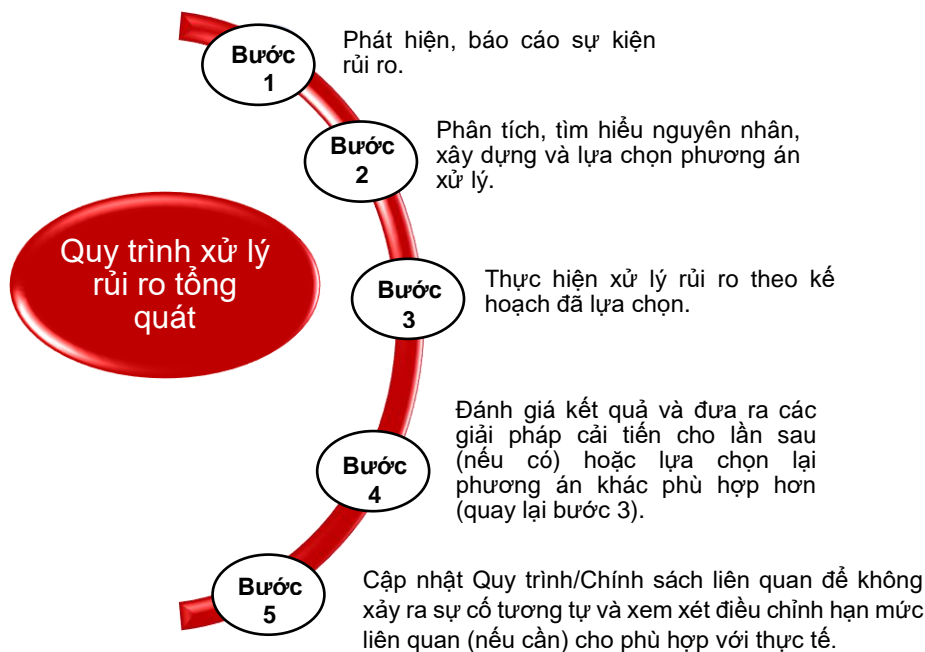 Bước
1
Phát hiện, báo cáo sự kiện
rủi ro.
Bước
2
Phân tích, tìm hiểu nguyên nhân,
xây dựng và lựa chọn phương án
xử lý.
Quy trình xử lý
rủi ro tổng
quát
Bước
3
Thực hiện xử lý rủi ro theo kế
hoạch đã lựa chọn.
Bước
4
Đánh giá kết quả và đưa ra các
giải pháp cải tiến cho lần sau
(nếu có) hoặc lựa chọn lại
phương án khác phù hợp hơn
(quay lại bước 3).
Bước
5
Cập nhật Quy trình/Chính sách liên quan để không
xảy ra sự cố tương tự và xem xét điều chỉnh hạn mức
liên quan (nếu cần) cho phù hợp với thực tế.